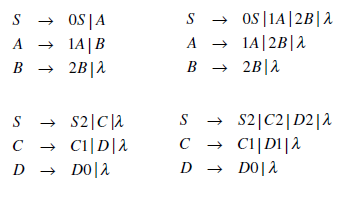 S → 0S|A
A → 1A|B
B → 2B|λ
S → 0S|1A|2B|λ
A → 1A|2B|λ
B → 2B|λ
S → S2|C|λ
C → C1|D|λ
D → D0|λ
S → S2|C2|D2|λ
C → C1|D1|λ
D → D0|λ